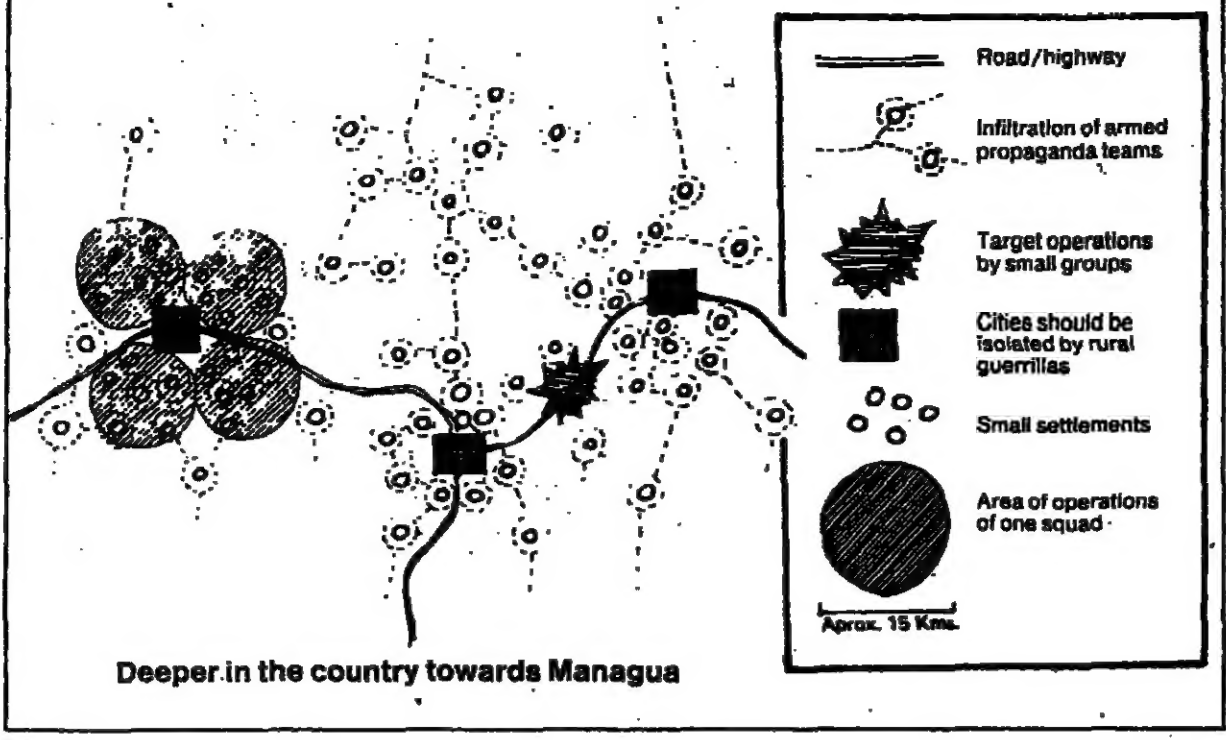 Road/highway
Infiltration of armed
propaganda teams
Target operations
by small groups
Cities should be
isolated by rural
guerrillas
Small settlements
Area of operations
of one squad
Aprox. 15 Kms.
Deeper in the country towards Managua